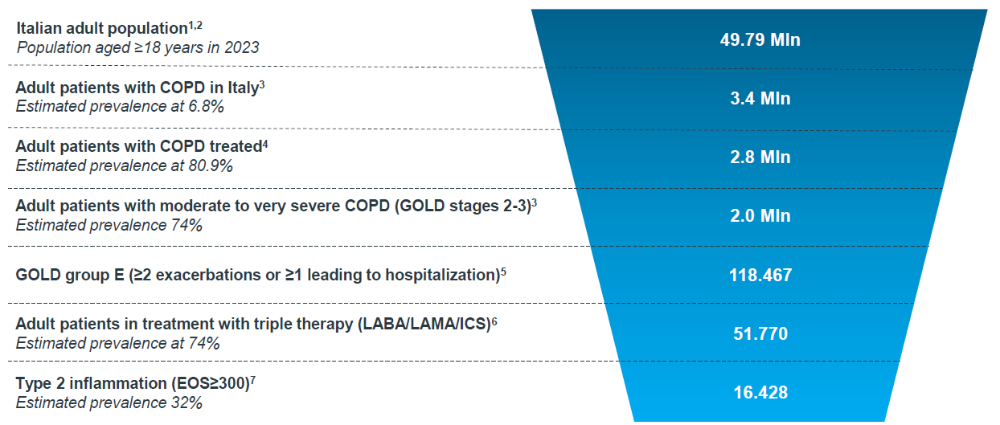 Italian adult population1,2
Population aged ≥18 years in 2023
49.79 Mln
Adult patients with COPD in Italy3
Estimated prevalence at 6.8%
3.4 Mln
Adult patients with COPD treated4
Estimated prevalence at 80.9%
2.8 Mln
Adult patients with moderate to very severe COPD (GOLD stages 2-3)3
Estimated prevalence 74%
2.0 Mln
GOLD group E (≥2 exacerbations or ≥1 leading to hospitalization)5
118.467
Adult patients in treatment with triple therapy (LABA/LAMA/ICS)6
Estimated prevalence at 74%
51.770
Type 2 inflammation (EOS≥300)7
Estimated prevalence 32%
16.428